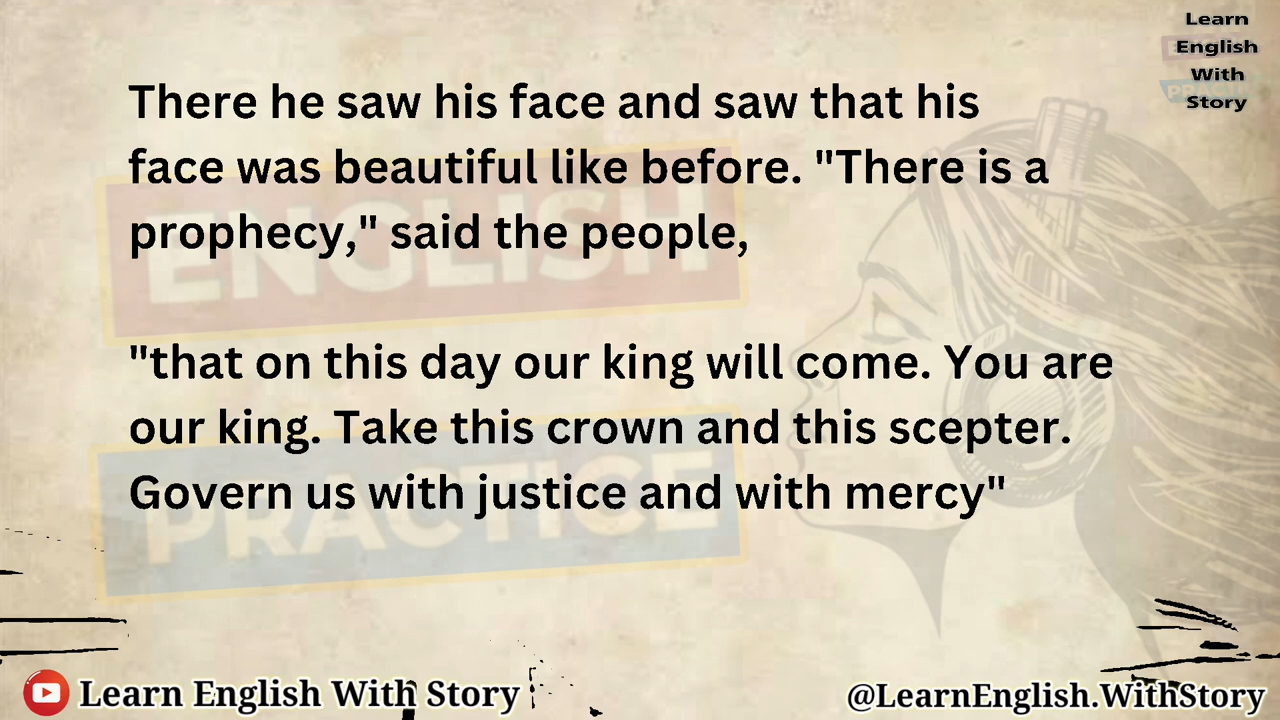 Learn
English
With
Story
There he saw his face and saw that his
face was beautiful like before. "There is a
prophecy," said the people,
"that on this day our king will come. You are
our king. Take this crown and this scepter.
Govern us with justice and with mercy"
ENGLISH
PRACTICE
Learn English With Story
@LearnEnglish.WithStory